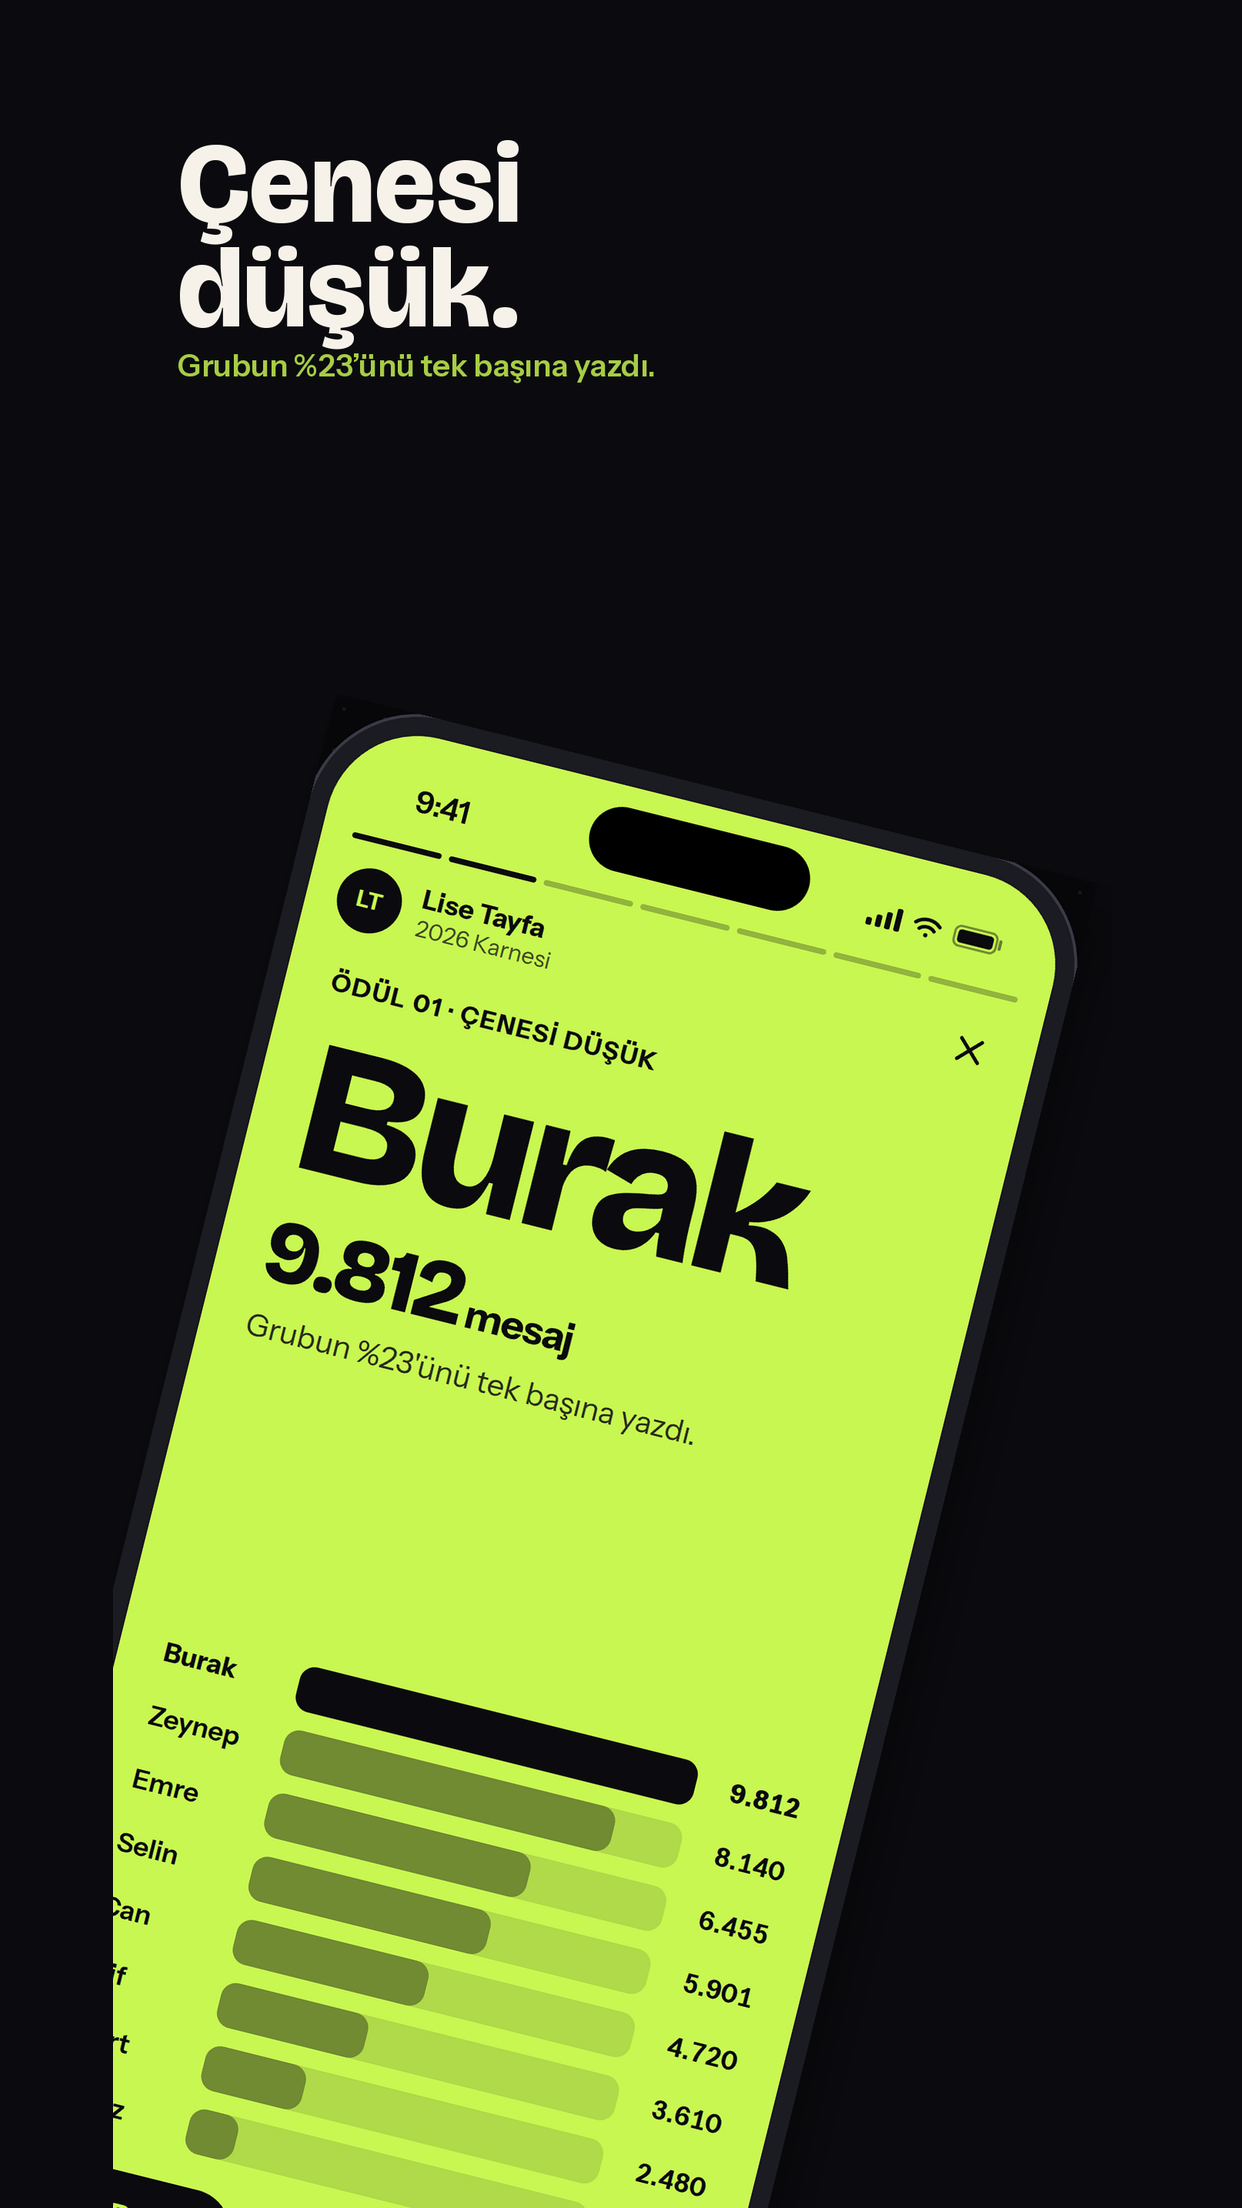 Çenesi
düşük.
Grubun %23’ünü tek başına yazdı.
9:41
LT
Lise Tayfa
2026 Karnesi
ÖDÜL 01 · ÇENESİ DÜŞÜK
Burak
9.812 mesaj
Grubun %23'ünü tek başına yazdı.
Burak 9.812
Zeynep 8.140
Emre 6.455
Selin 5.901
Can 4.720
3.610
2.480